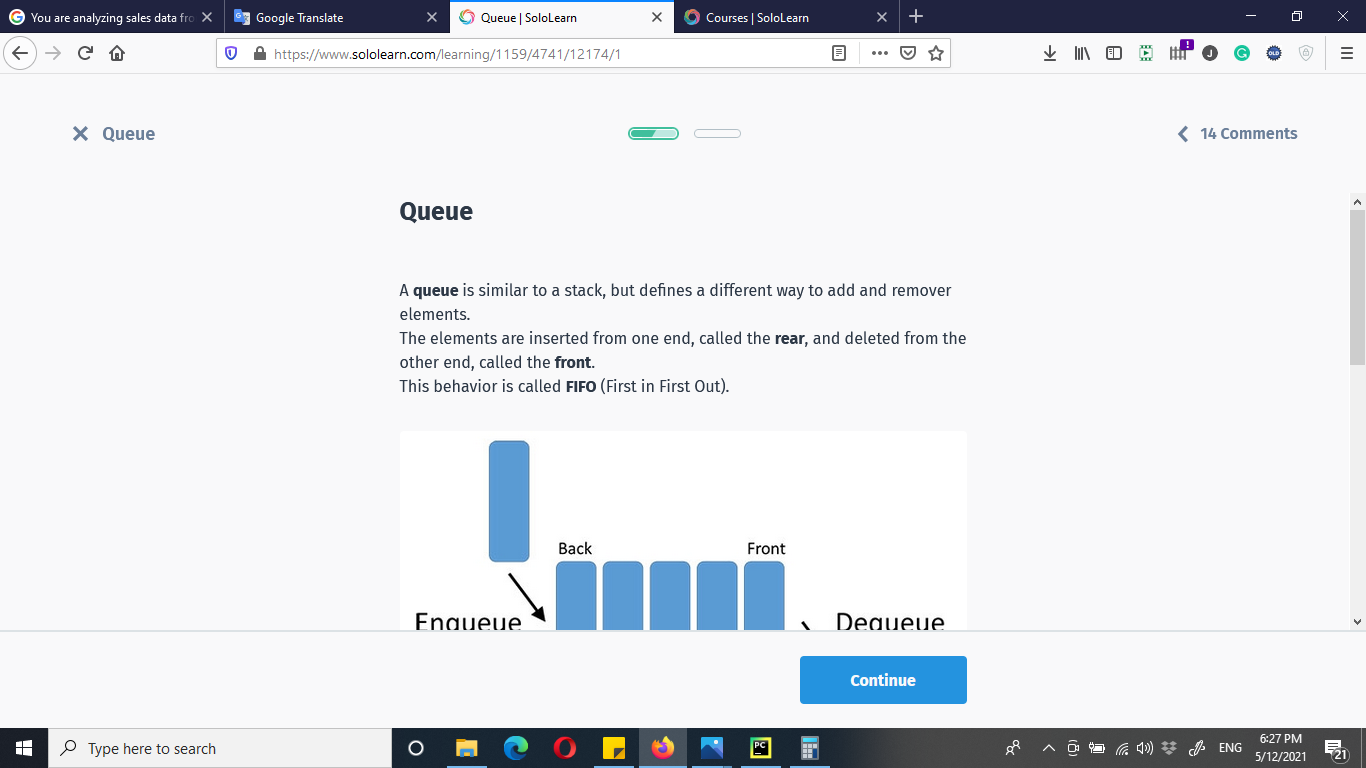 You are analyzing sales data fro
Google Translate
Queue | SoloLearn
Courses | SoloLearn
https://www.sololearn.com/learning/1159/4741/12174/1
Queue
14 Comments
Queue
A queue is similar to a stack, but defines a different way to add and remover
elements.
The elements are inserted from one end, called the rear, and deleted from the
other end, called the front.
This behavior is called FIFO (First in First Out).
Back
Front
Enqueue
Dequeue
Continue
Type here to search
PC
ENG
6:27 PM
5/12/2021
21